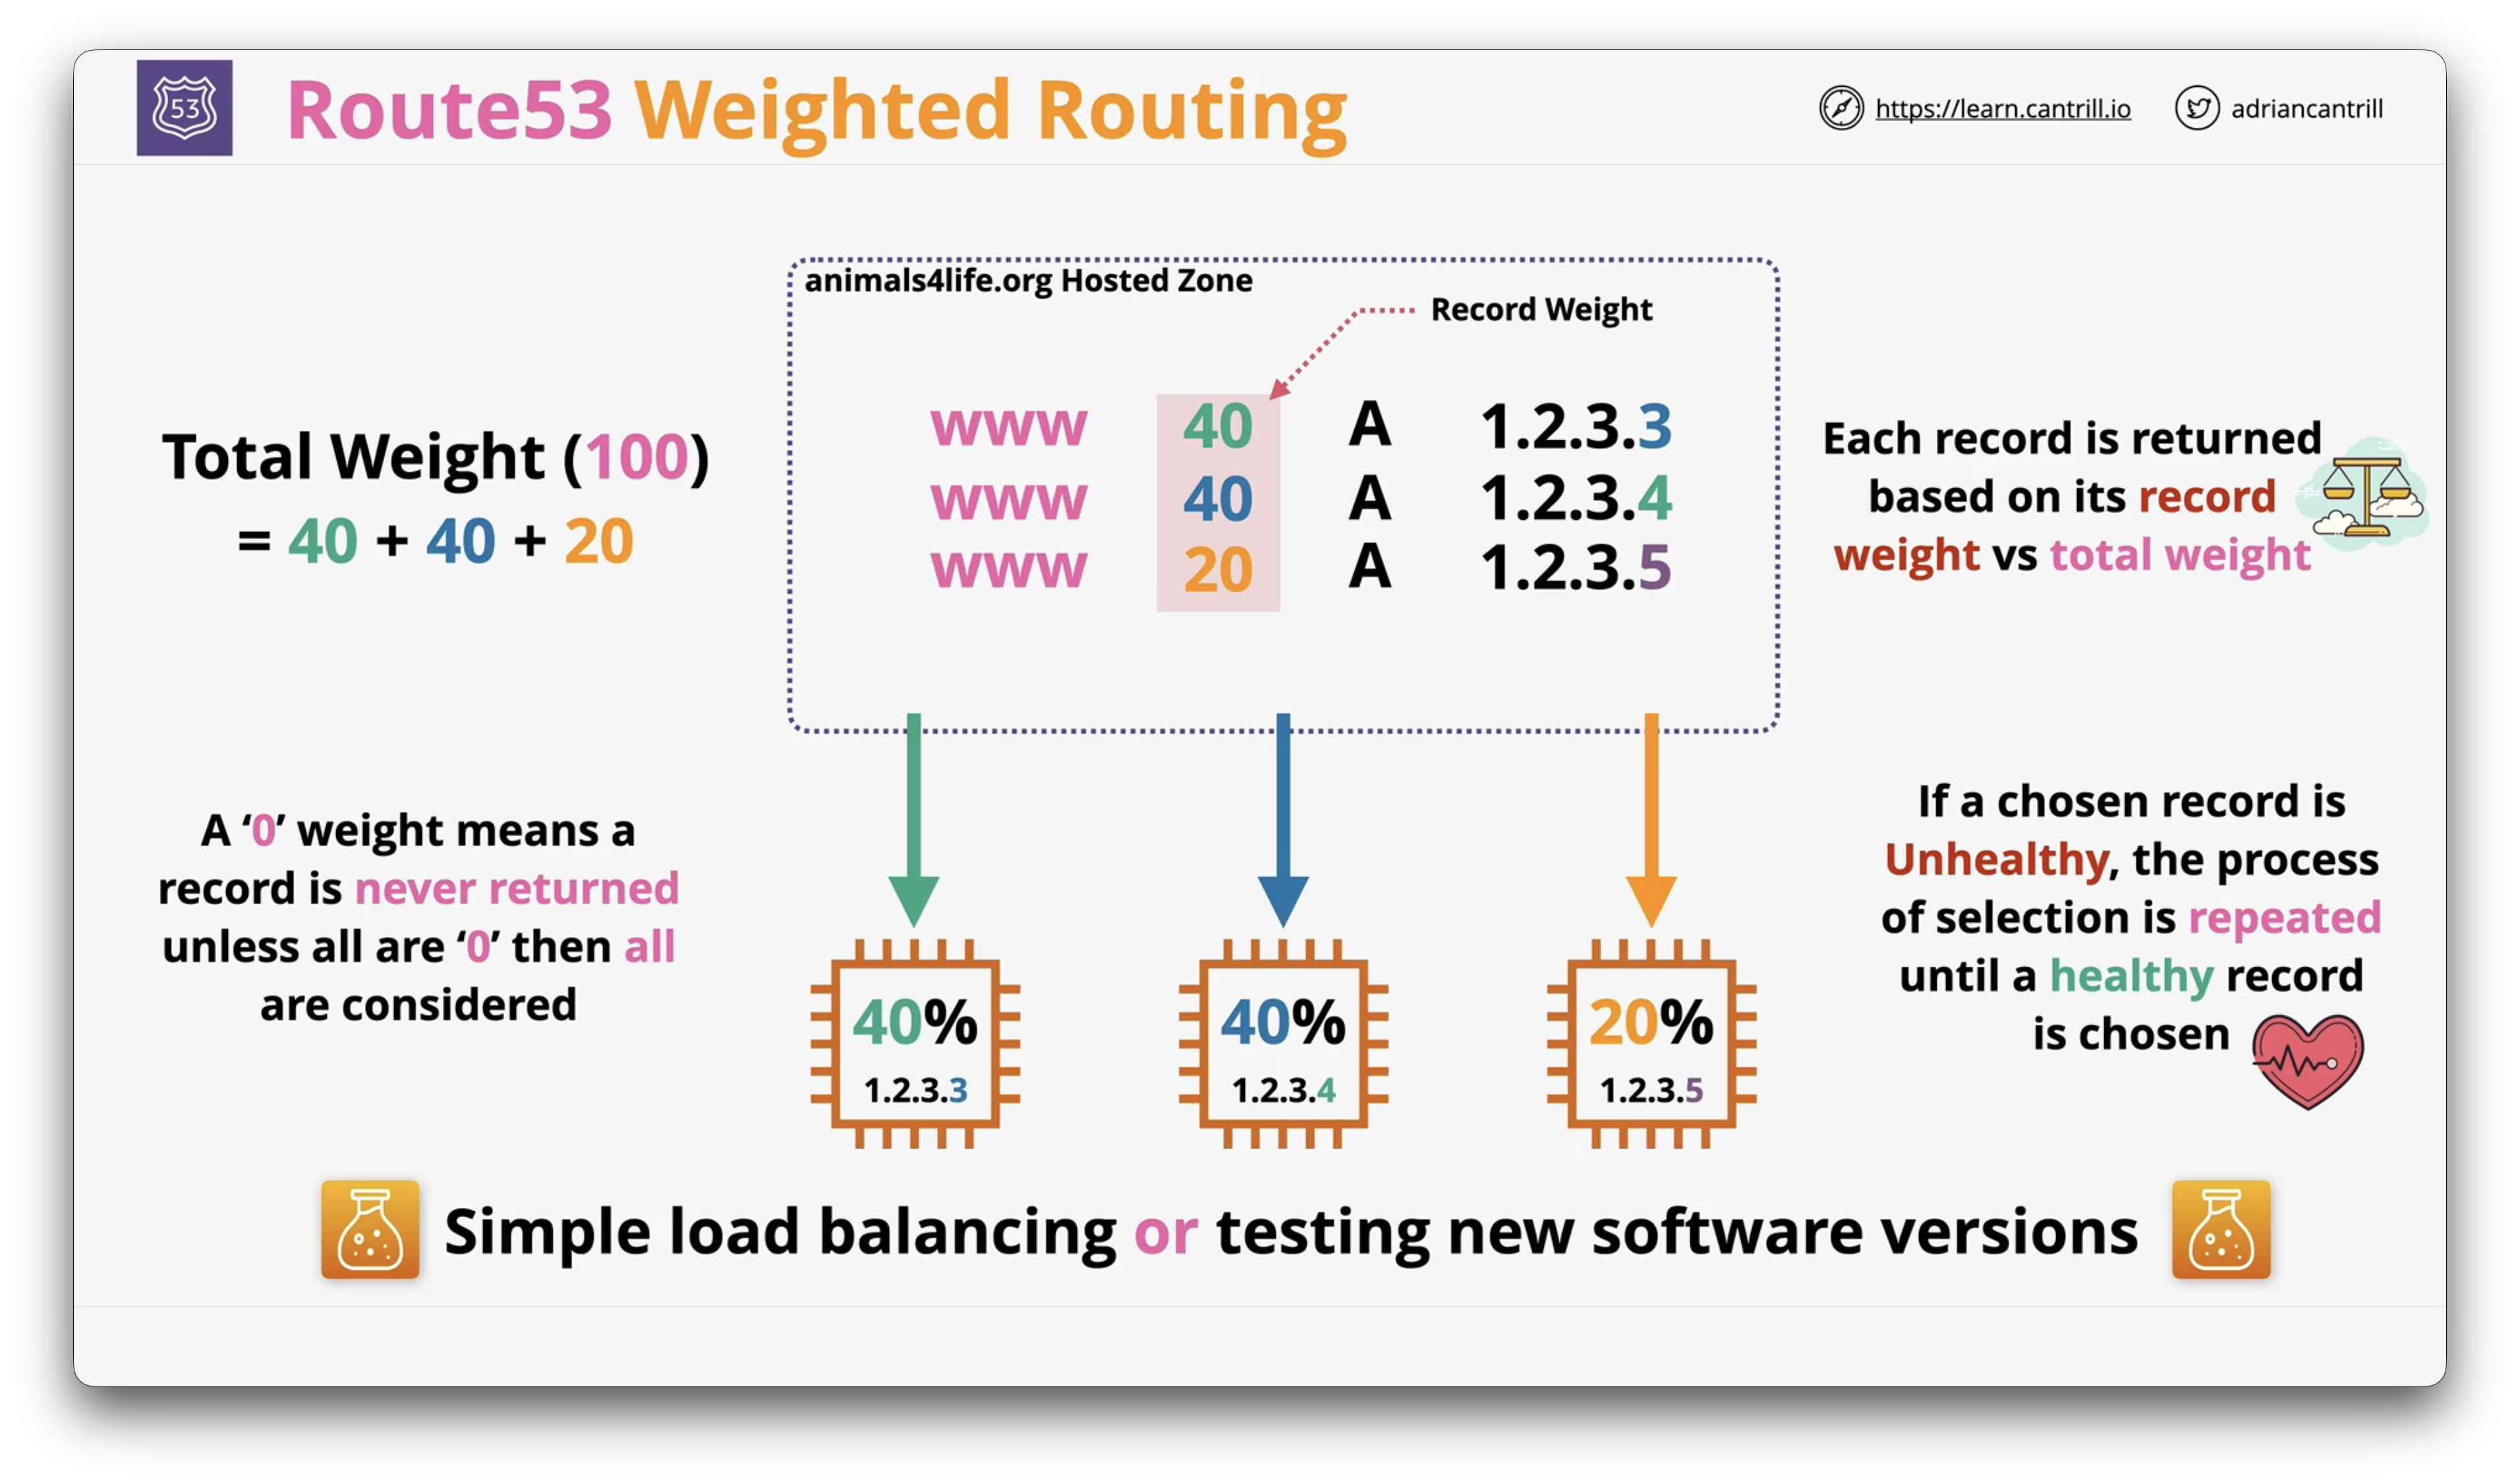 53
Route53 Weighted Routing
https://learn.cantrill.io
adriancantrill
animals4life.org Hosted Zone
Record Weight
www 40 A 1.2.3.3
www 40 A 1.2.3.4
www 20 A 1.2.3.5
Total Weight (100)
= 40 + 40 + 20
Each record is returned
based on its record
weight vs total weight
A ‘0’ weight means a
record is never returned
unless all are ‘0’ then all
are considered
40%
1.2.3.3
40%
1.2.3.4
20%
1.2.3.5
If a chosen record is
Unhealthy, the process
of selection is repeated
until a healthy record
is chosen
Simple load balancing or testing new software versions